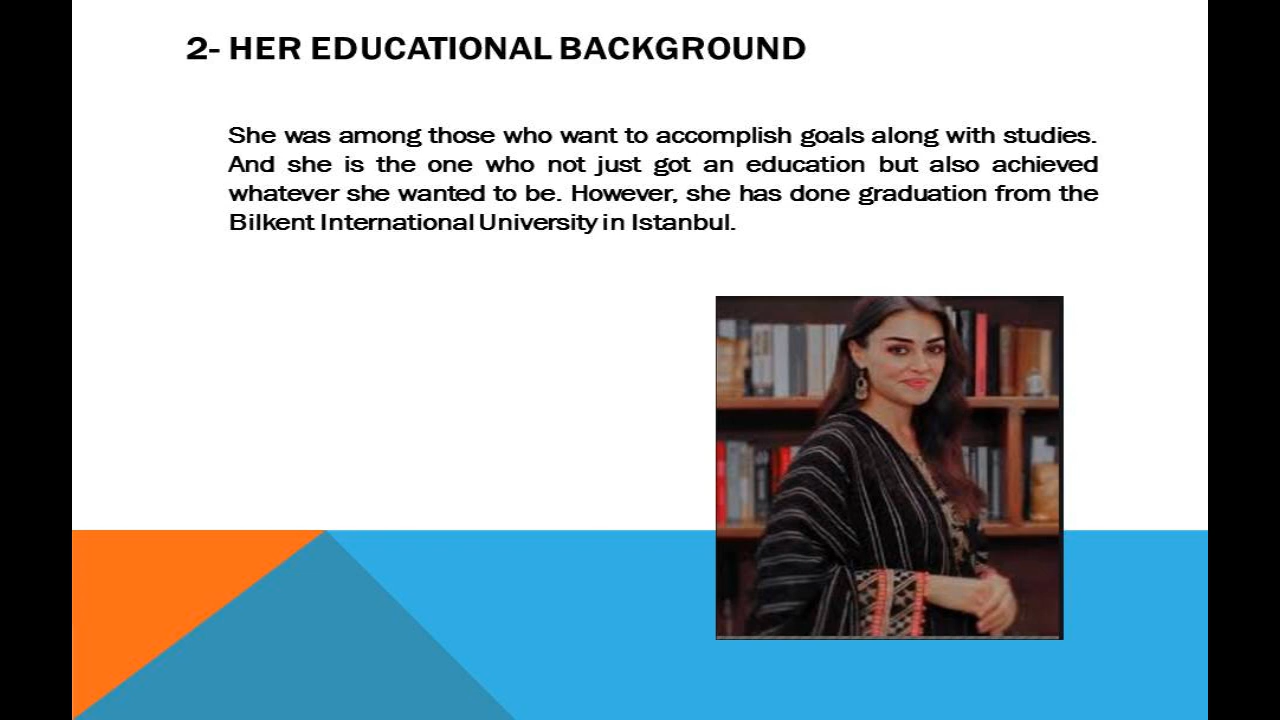 2- HER EDUCATIONAL BACKGROUND
She was among those who want to accomplish goals along with studies.
And she is the one who not just got an education but also achieved
whatever she wanted to be. However, she has done graduation from the
Bilkent International University in Istanbul.